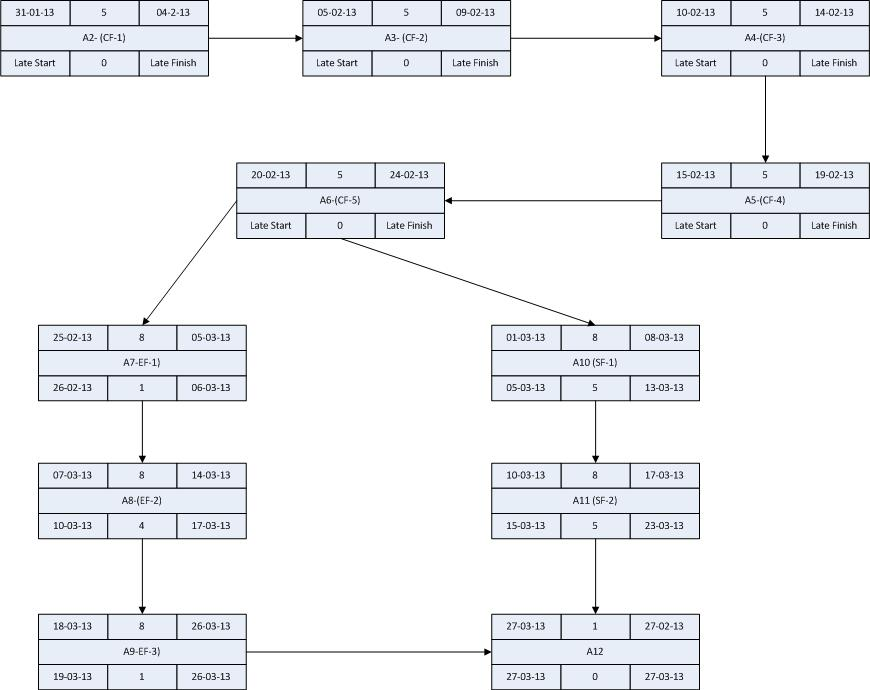 31-01-13 5 04-2-13
A2- (CF-1)
Late Start 0 Late Finish
05-02-13 5 09-02-13
A3- (CF-2)
Late Start 0 Late Finish
10-02-13 5 14-02-13
A4-(CF-3)
Late Start 0 Late Finish
20-02-13 5 24-02-13
A6-(CF-5)
Late Start 0 Late Finish
15-02-13 5 19-02-13
A5-(CF-4)
Late Start 0 Late Finish
25-02-13 8 05-03-13
A7-EF-1)
26-02-13 1 06-03-13
01-03-13 8 08-03-13
A10 (SF-1)
05-03-13 5 13-03-13
07-03-13 8 14-03-13
A8-(EF-2)
10-03-13 4 17-03-13
10-03-13 8 17-03-13
A11 (SF-2)
15-03-13 5 23-03-13
18-03-13 8 26-03-13
A9-EF-3)
19-03-13 1 26-03-13
27-03-13 1 27-02-13
A12
27-03-13 0 27-03-13